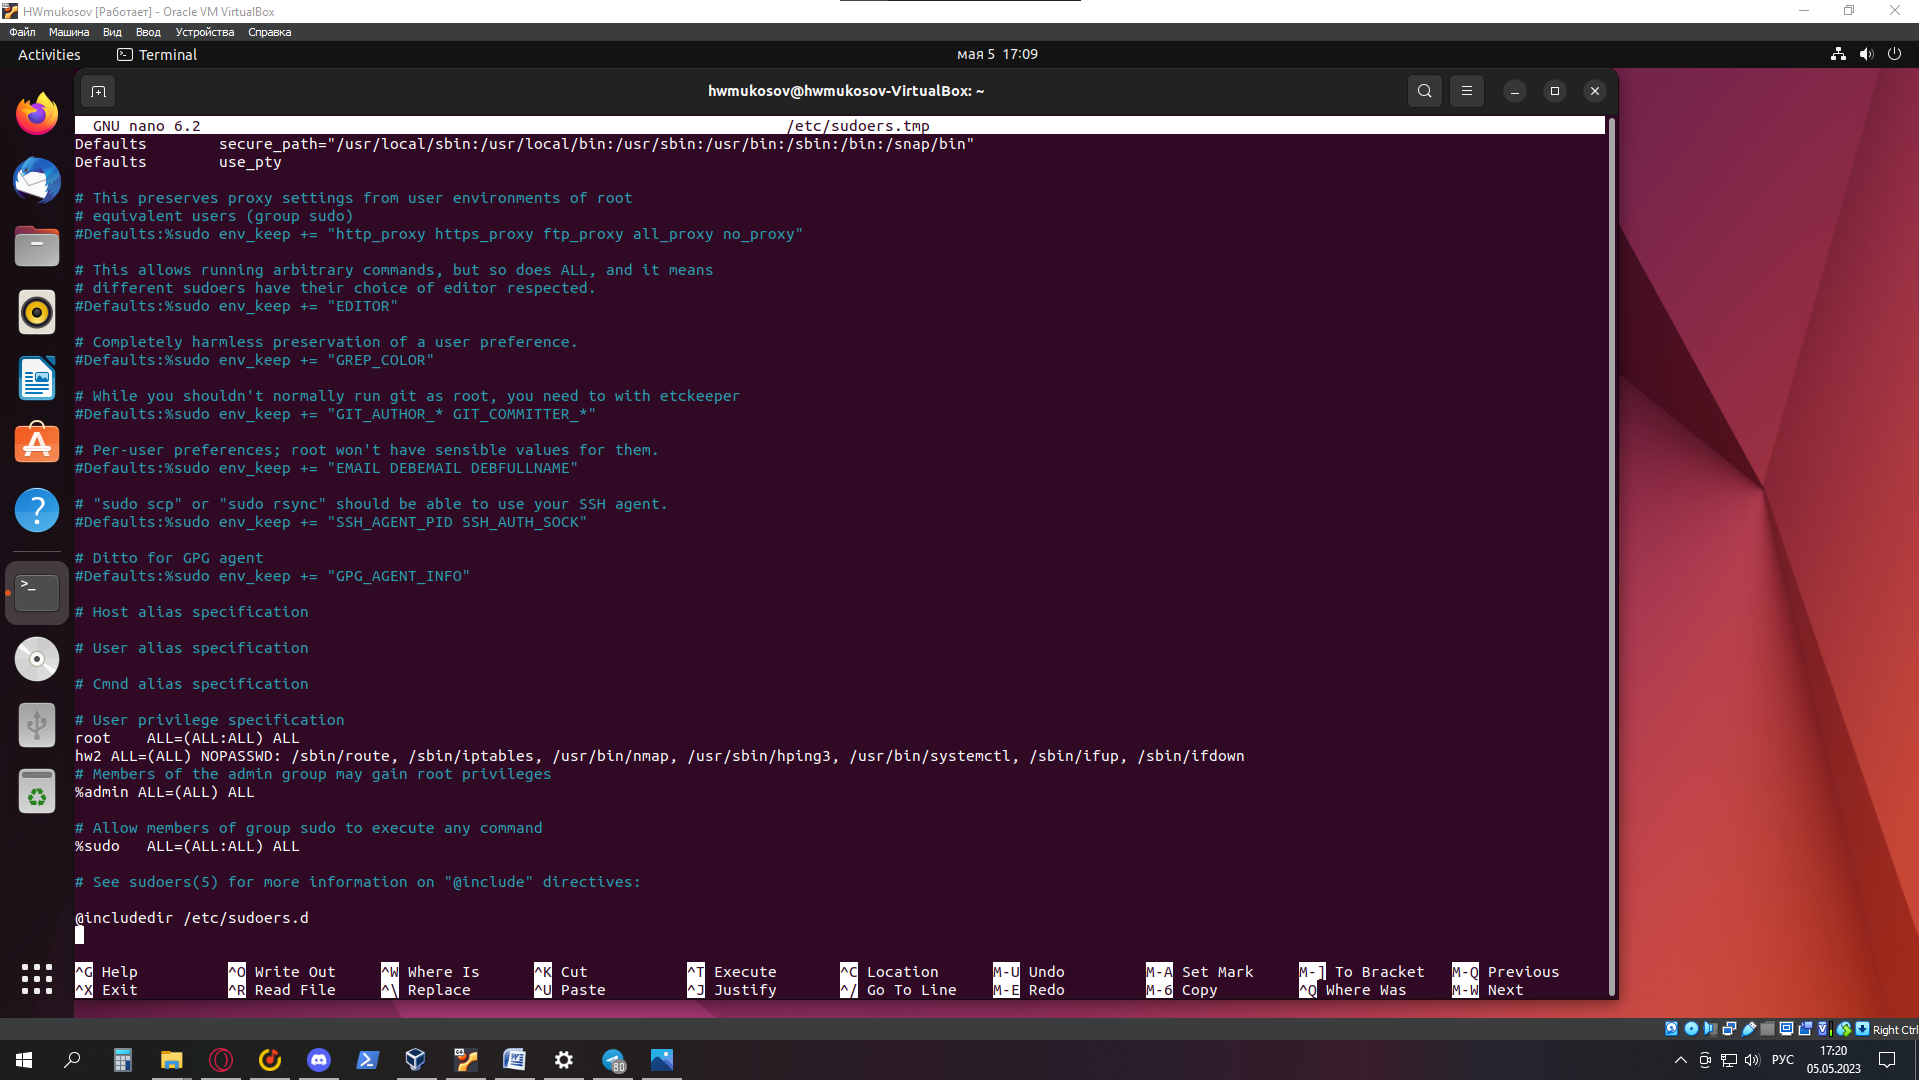 HWmukosov [Работает] - Oracle VM VirtualBox
Файл Машина Вид Ввод Устройства Справка
Activities Terminal мая 5 17:09
hwmukosov@hwmukosov-VirtualBox: ~
GNU nano 6.2 /etc/sudoers.tmp
Defaults secure_path="/usr/local/sbin:/usr/local/bin:/usr/sbin:/usr/bin:/sbin:/bin:/snap/bin"
Defaults use_pty
# This preserves proxy settings from user environments of root
# equivalent users (group sudo)
#Defaults:%sudo env_keep += "http_proxy https_proxy ftp_proxy all_proxy no_proxy"
# This allows running arbitrary commands, but so does ALL, and it means
# different sudoers have their choice of editor respected.
#Defaults:%sudo env_keep += "EDITOR"
# Completely harmless preservation of a user preference.
#Defaults:%sudo env_keep += "GREP_COLOR"
# While you shouldn't normally run git as root, you need to with etckeeper
#Defaults:%sudo env_keep += "GIT_AUTHOR_* GIT_COMMITTER_*"
# Per-user preferences; root won't have sensible values for them.
#Defaults:%sudo env_keep += "EMAIL DEBEMAIL DEBFULLNAME"
# "sudo scp" or "sudo rsync" should be able to use your SSH agent.
#Defaults:%sudo env_keep += "SSH_AGENT_PID SSH_AUTH_SOCK"
# Ditto for GPG agent
#Defaults:%sudo env_keep += "GPG_AGENT_INFO"
# Host alias specification
# User alias specification
# Cmnd alias specification
# User privilege specification
root ALL=(ALL:ALL) ALL
hw2 ALL=(ALL) NOPASSWD: /sbin/route, /sbin/iptables, /usr/bin/nmap, /usr/sbin/hping3, /usr/bin/systemctl, /sbin/ifup, /sbin/ifdown
# Members of the admin group may gain root privileges
%admin ALL=(ALL) ALL
# Allow members of group sudo to execute any command
%sudo ALL=(ALL:ALL) ALL
# See sudoers(5) for more information on "@include" directives:
@includedir /etc/sudoers.d
^G Help ^O Write Out ^W Where Is ^K Cut ^T Execute ^C Location M-U Undo M-A Set Mark M-] To Bracket M-Q Previous
^X Exit ^R Read File ^\ Replace ^U Paste ^J Justify ^/ Go To Line M-E Redo M-6 Copy ^Q Where Was M-W Next
Right Ctrl
80
РУС
17:20
05.05.2023